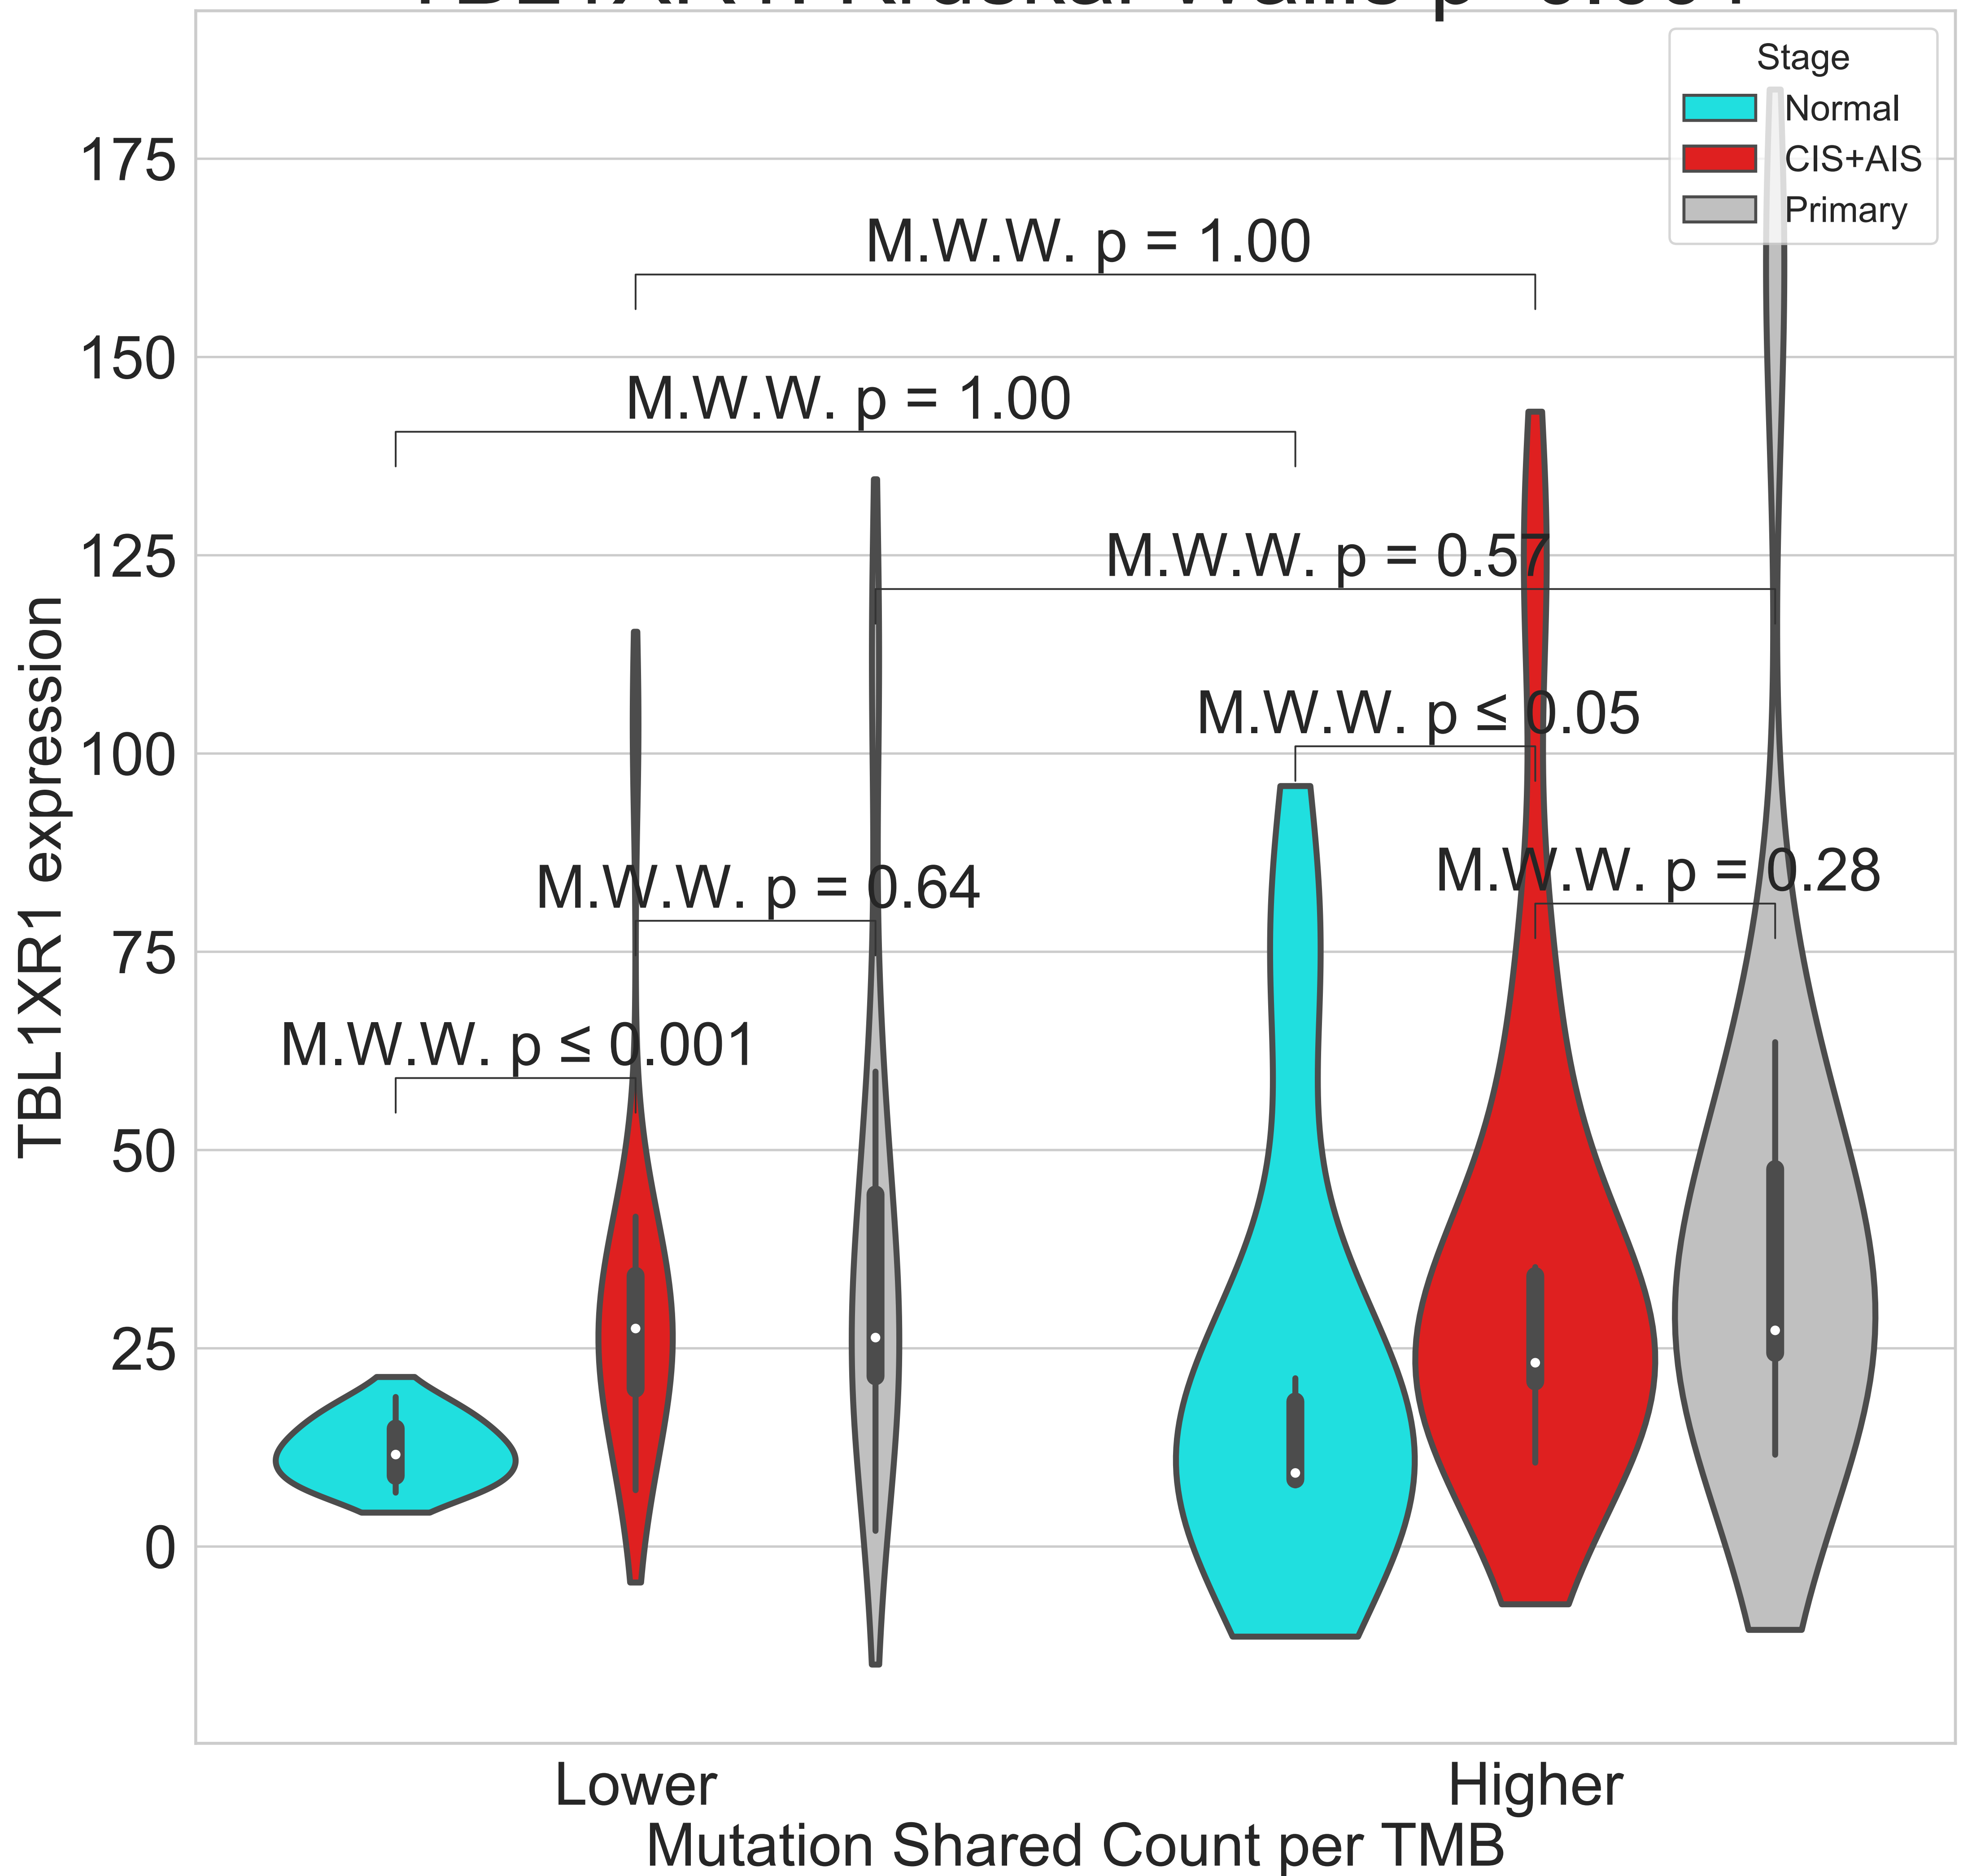 Stage
Normal
CIS+AIS
Primary
175
150
125
100
75
50
25
0
TBL1XR1 expression
M.W.W. p = 1.00
M.W.W. p = 1.00
M.W.W. p = 0.57
M.W.W. p ≤ 0.05
M.W.W. p = 0.64
M.W.W. p = 0.28
M.W.W. p ≤ 0.001
Lower
Higher
Mutation Shared Count per TMB